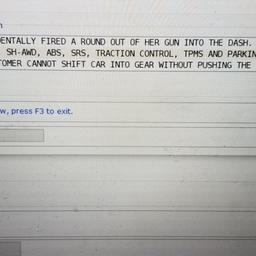 ENTALLY FIRED A ROUND OUT OF HER GUN INTO THE DASH.
SH-AWD, ABS, SRS, TRACTION CONTROL, TPMS AND PARKIN
TOMER CANNOT SHIFT CAR INTO GEAR WITHOUT PUSHING THE
w, press F3 to exit.